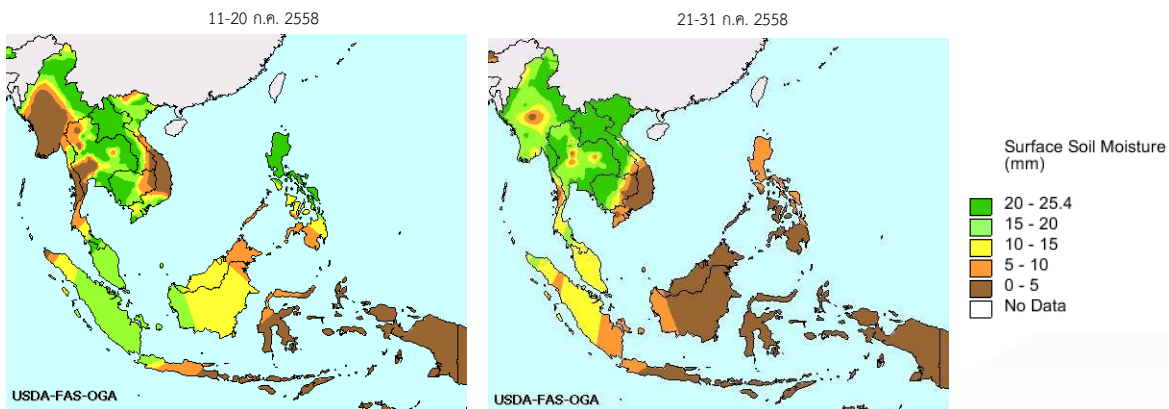 11-20 ก.ค. 2558
21-31 ก.ค. 2558
USDA-FAS-OGA
USDA-FAS-OGA
Surface Soil Moisture
(mm)
20 - 25.4
15 - 20
10 - 15
5 - 10
0 - 5
No Data